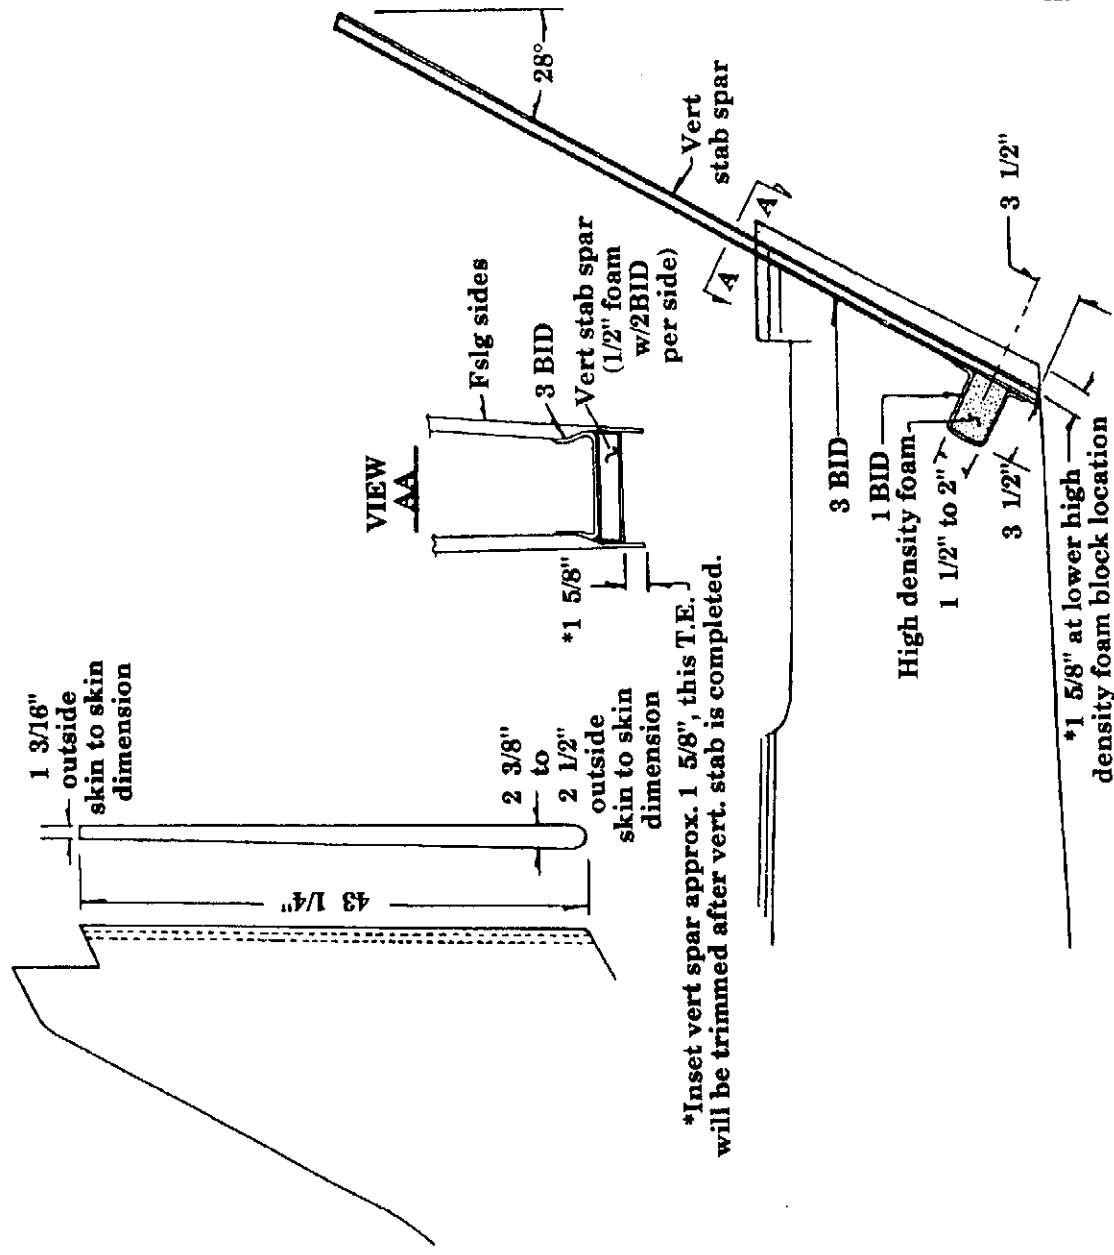 1 3/16"
outside
skin to skin
dimension
43 1/4"
2 3/8"
to
2 1/2"
outside
skin to skin
dimension
VIEW
AA
Fslg sides
3 BID
Vert stab spar
(1/2" foam
w/2BID
per side)
*1 5/8"
*Inset vert spar approx. 1 5/8", this T.E.
will be trimmed after vert. stab is completed.
28°
Vert
stab spar
A
A
3 1/2"
3 BID
1 BID
High density foam
1 1/2" to 2"
3 1/2"
*1 5/8" at lower high
density foam block location